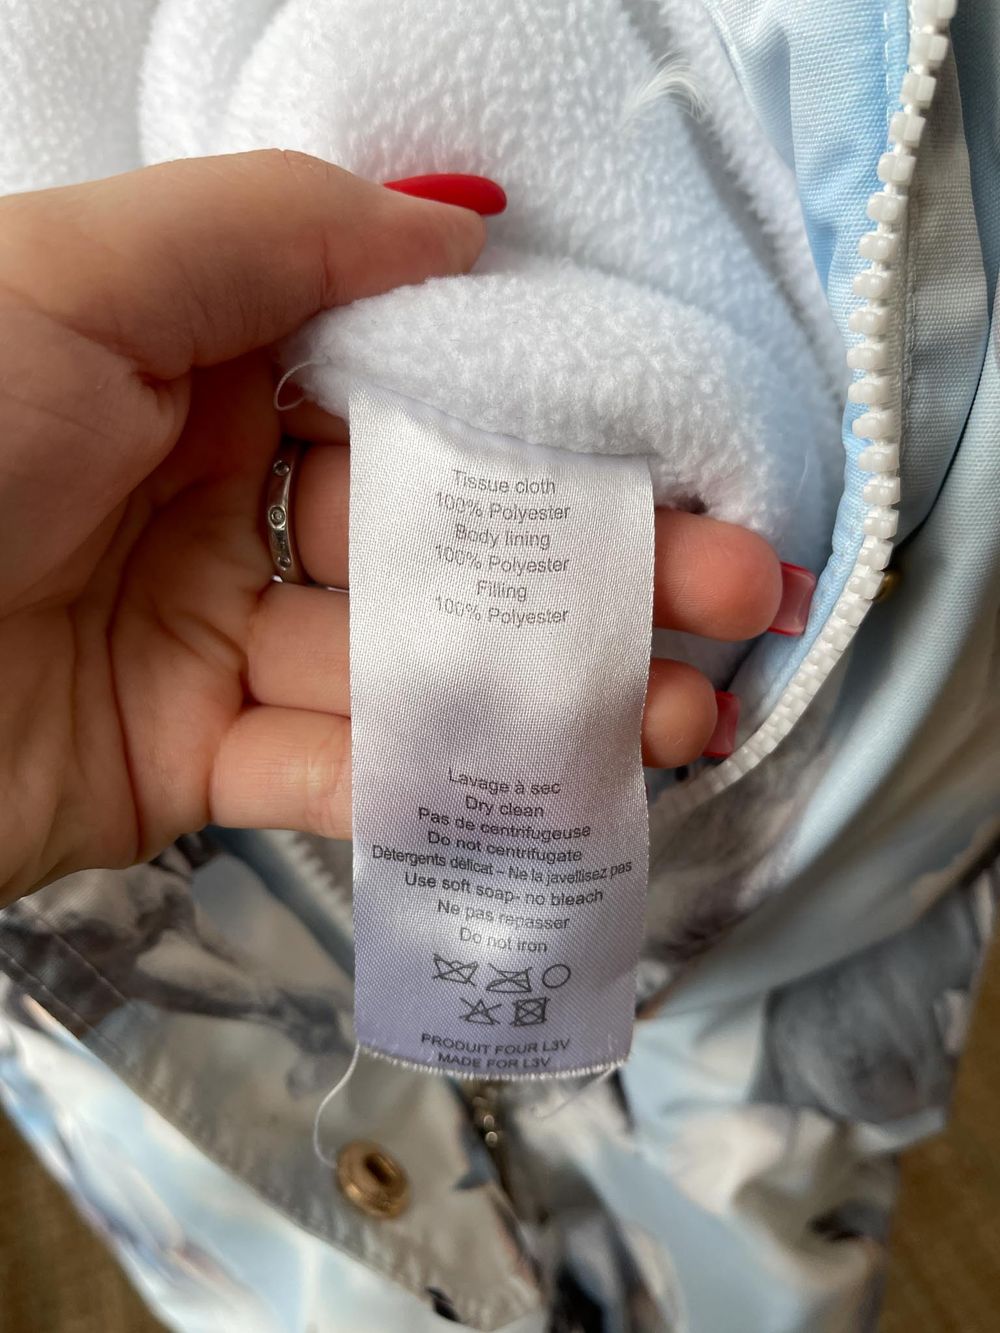 Tissue cloth
100% Polyester
Body lining
100% Polyester
Filling
100% Polyester
Lavage à sec
Dry clean
Pas de centrifugeuse
Do not centrifugate
Détergents délicat - Ne la javellisez pas
Use soft soap- no bleach
Ne pas repasser
Do not iron
PRODUIT FOUR L3V
MADE FOR L3V